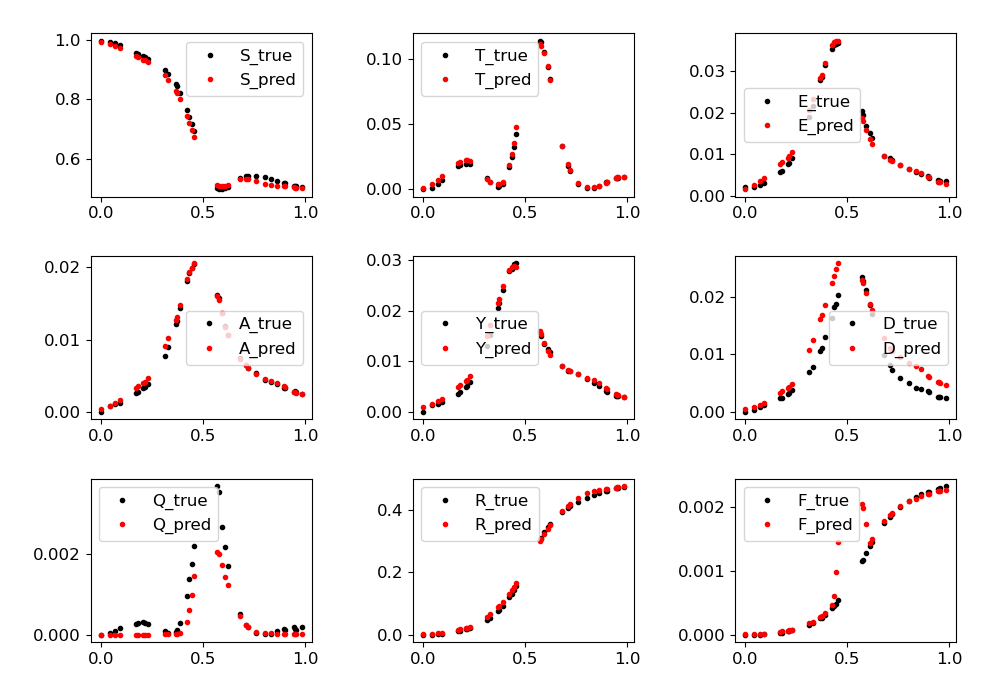 1.0
0.8
0.6
0.0 0.5 1.0
S_true
S_pred
0.10
0.05
0.00
0.0 0.5 1.0
T_true
T_pred
0.03
0.02
0.01
0.00
0.0 0.5 1.0
E_true
E_pred
0.02
0.01
0.00
0.0 0.5 1.0
A_true
A_pred
0.03
0.02
0.01
0.00
0.0 0.5 1.0
Y_true
Y_pred
0.02
0.01
0.00
0.0 0.5 1.0
D_true
D_pred
0.002
0.000
0.0 0.5 1.0
Q_true
Q_pred
0.4
0.2
0.0
0.0 0.5 1.0
R_true
R_pred
0.002
0.001
0.000
0.0 0.5 1.0
F_true
F_pred